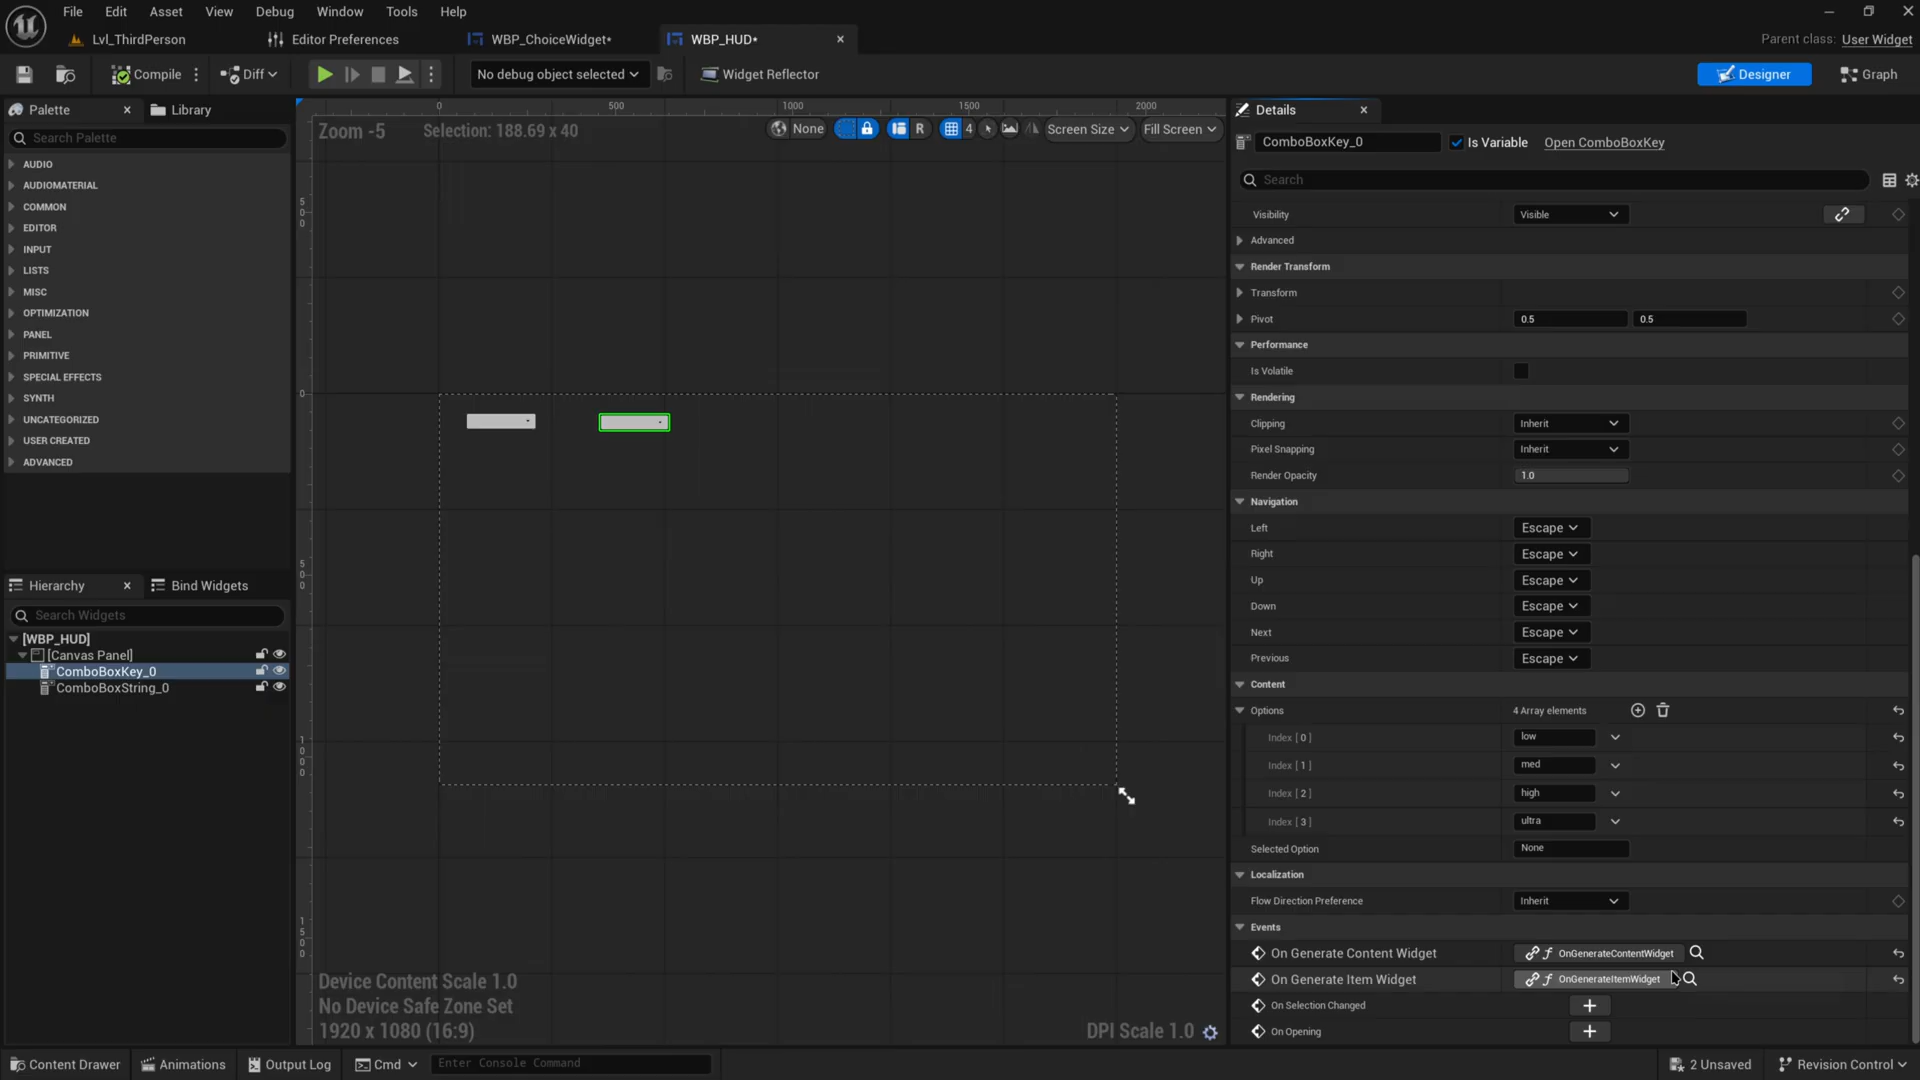 File Edit Asset View Debug Window Tools Help
Lvl_ThirdPerson Editor Preferences WBP_ChoiceWidget* WBP_HUD* Parent class: User Widget
Compile Diff No debug object selected Widget Reflector Designer Graph
Palette Library
Search Palette
AUDIO
AUDIOMATERIAL
COMMON
EDITOR
INPUT
LISTS
MISC
OPTIMIZATION
PANEL
PRIMITIVE
SPECIAL EFFECTS
SYNTH
UNCATEGORIZED
USER CREATED
ADVANCED
Hierarchy Bind Widgets
Search Widgets
[WBP_HUD]
[Canvas Panel]
ComboBoxKey_0
ComboBoxString_0
0 500 1000 1500 2000
Zoom -5 Selection: 188.69 x 40 None R 4 Screen Size Fill Screen
500
0
500
1000
1500
Device Content Scale 1.0
No Device Safe Zone Set
1920 x 1080 (16:9) DPI Scale 1.0
Details
ComboBoxKey_0 Is Variable Open ComboBoxKey
Search
Visibility Visible
Advanced
Render Transform
Transform
Pivot 0.5 0.5
Performance
Is Volatile
Rendering
Clipping Inherit
Pixel Snapping Inherit
Render Opacity 1.0
Navigation
Left Escape
Right Escape
Up Escape
Down Escape
Next Escape
Previous Escape
Content
Options 4 Array elements
Index [ 0 ] low
Index [ 1 ] med
Index [ 2 ] high
Index [ 3 ] ultra
Selected Option None
Localization
Flow Direction Preference Inherit
Events
On Generate Content Widget OnGenerateContentWidget
On Generate Item Widget OnGenerateItemWidget
On Selection Changed
On Opening
Content Drawer Animations Output Log Cmd Enter Console Command 2 Unsaved Revision Control